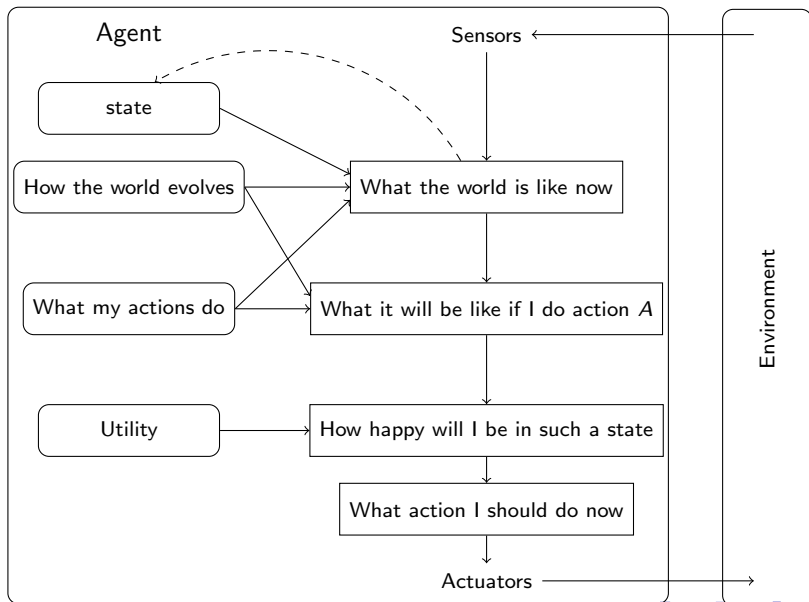 Agent
Sensors
state
How the world evolves
What the world is like now
What my actions do
What it will be like if I do action A
Utility
How happy will I be in such a state
What action I should do now
Actuators
Environment